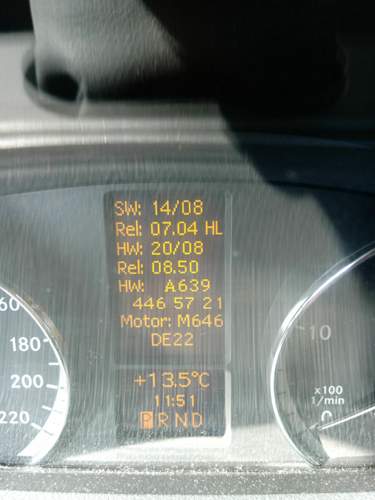 SW: 14/08
Rel: 07.04 HL
HW: 20/08
Rel: 08.50
HW: A639
446 57 21
Motor: M646
DE22
+13.5°C
11:51
P R N D
60
180
200
220
10
x100
1/min
0